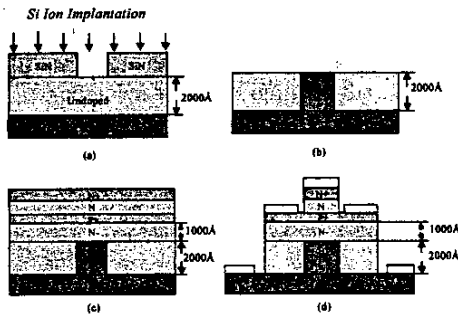 Si Ion Implantation
SiN
SiN
Undoped
2000Å
(a)
2000Å
(b)
N
N
1000Å
2000Å
(c)
N
N
1000Å
2000Å
(d)